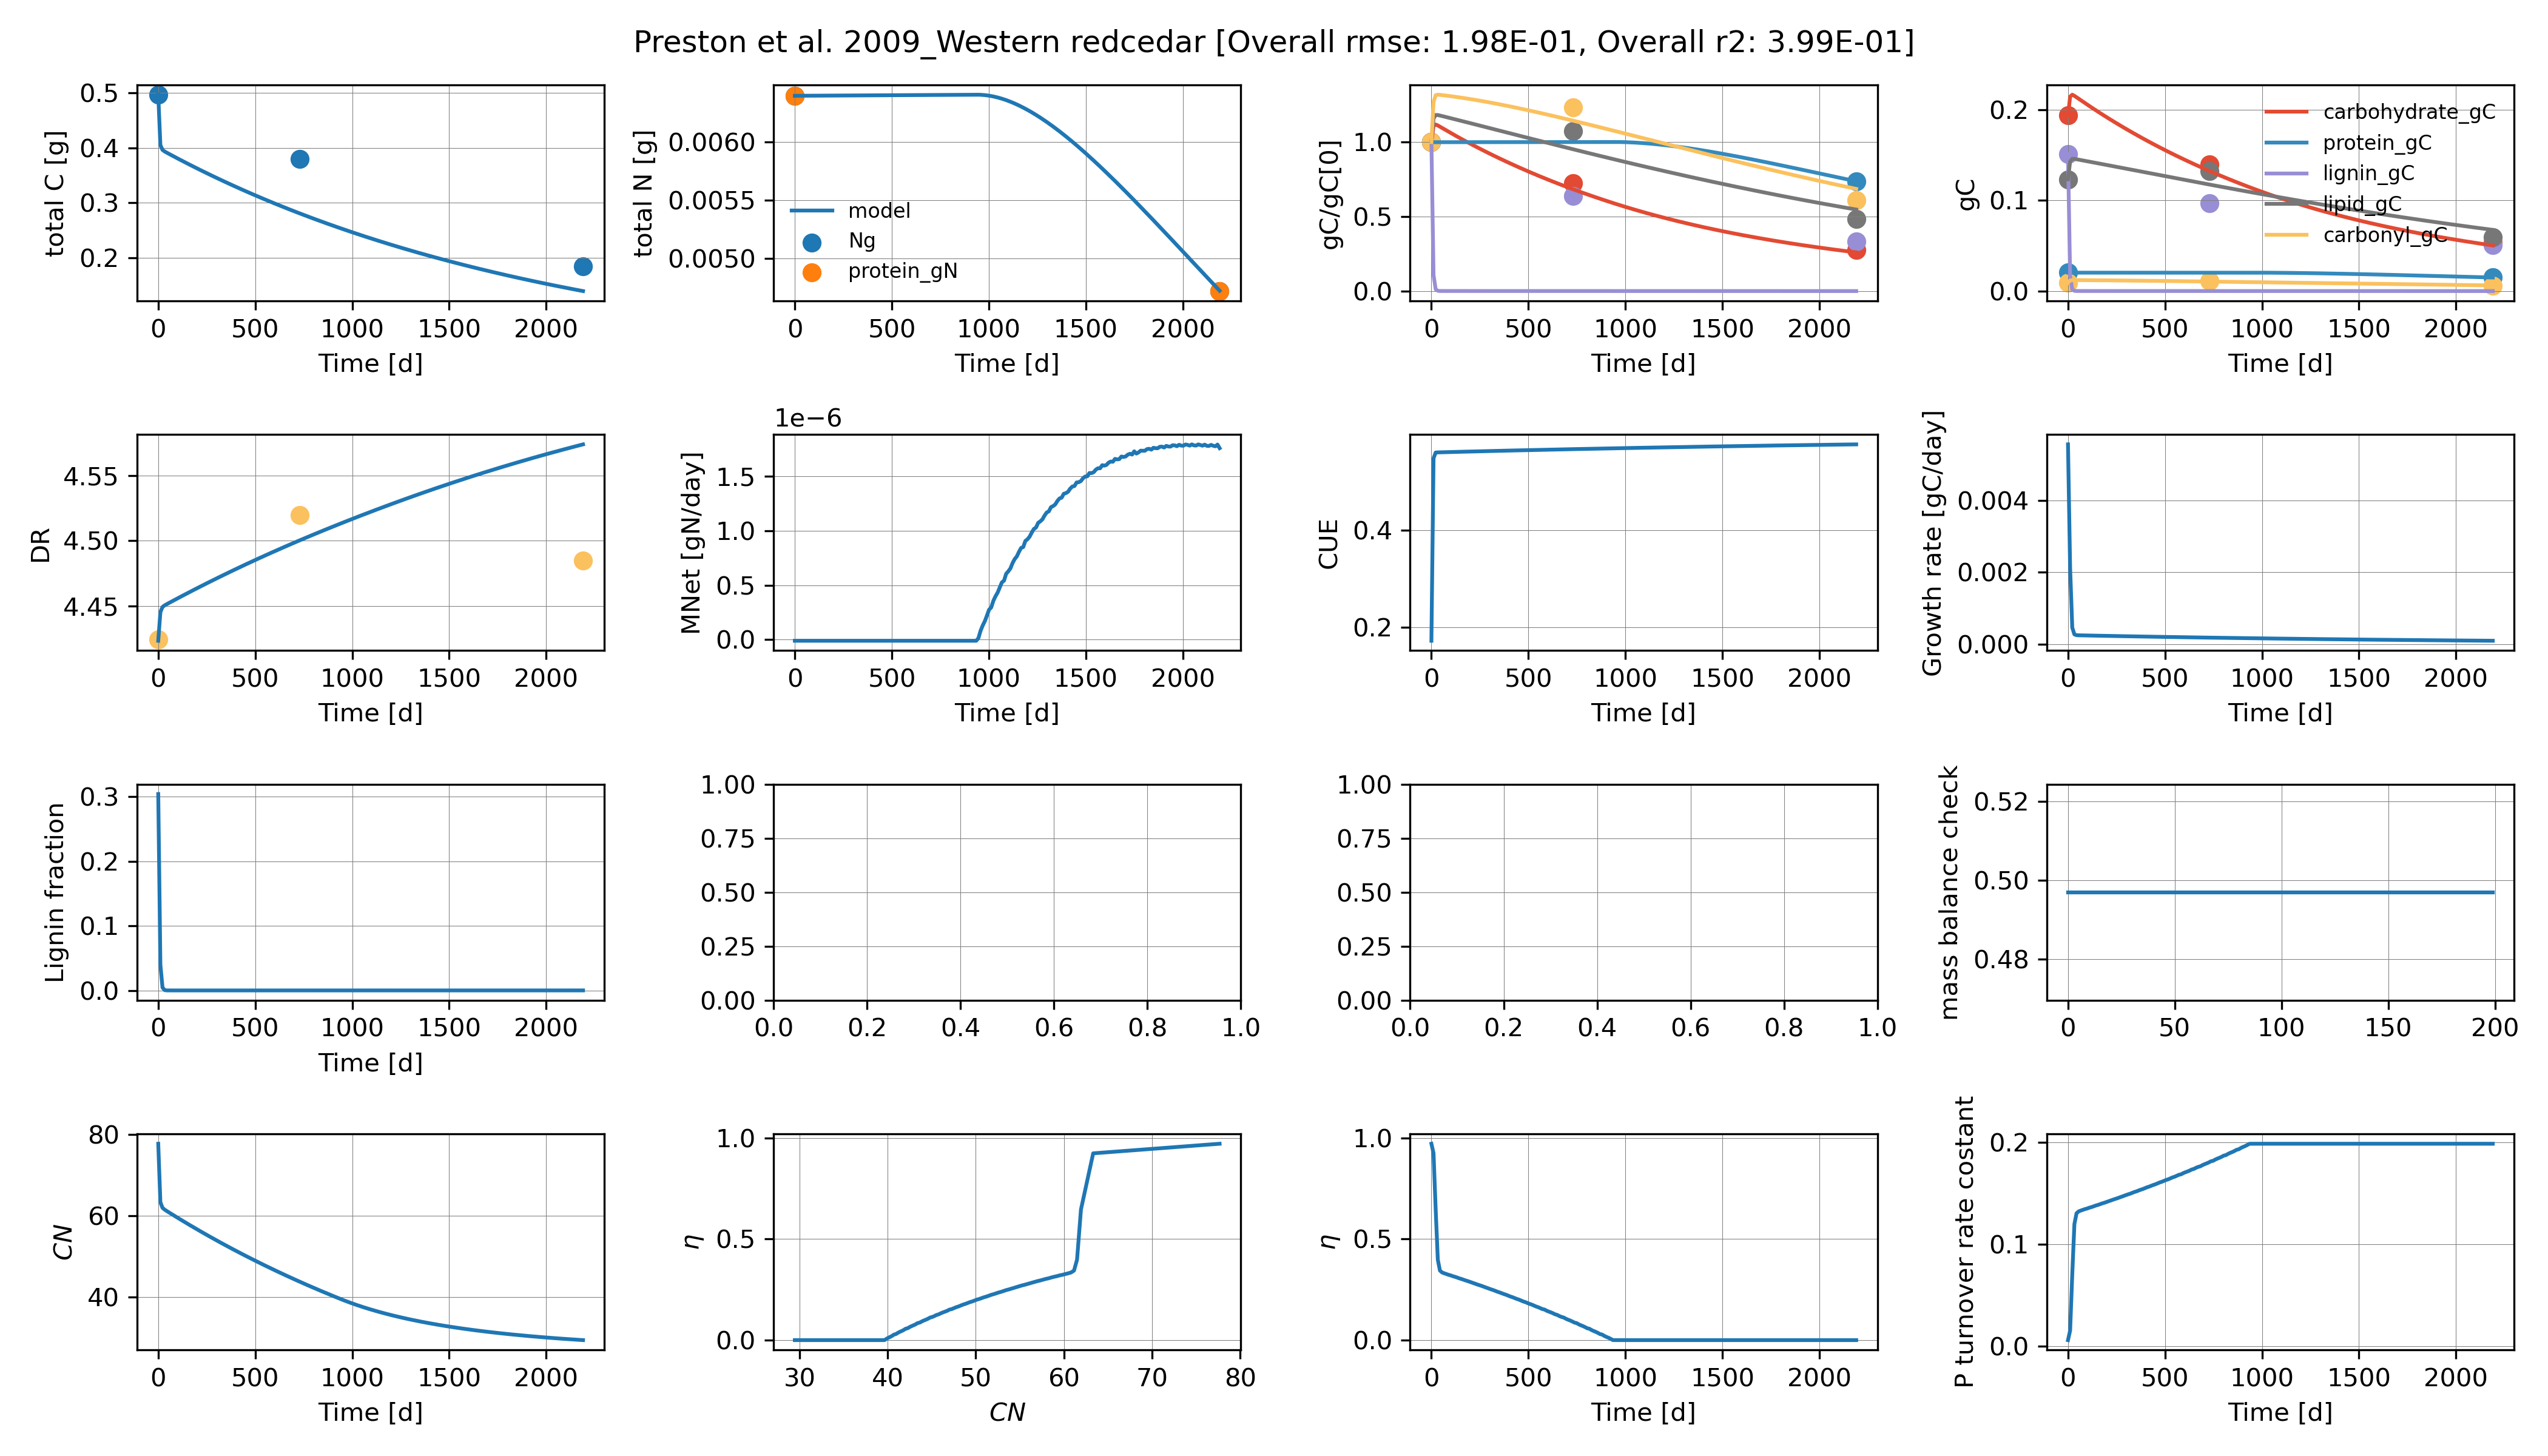 Preston et al. 2009_Western redcedar [Overall rmse: 1.98E-01, Overall r2: 3.99E-01]
total C [g]
0.5
0.4
0.3
0.2
0 500 1000 1500 2000
Time [d]
total N [g]
0.0060
0.0055
0.0050
model
Ng
protein_gN
0 500 1000 1500 2000
Time [d]
gC/gC[0]
1.0
0.5
0.0
0 500 1000 1500 2000
Time [d]
gC
0.2
0.1
0.0
carbohydrate_gC
protein_gC
lignin_gC
lipid_gC
carbonyl_gC
0 500 1000 1500 2000
Time [d]
DR
4.55
4.50
4.45
0 500 1000 1500 2000
Time [d]
1e−6
MNet [gN/day]
1.5
1.0
0.5
0.0
0 500 1000 1500 2000
Time [d]
CUE
0.4
0.2
0 500 1000 1500 2000
Time [d]
Growth rate [gC/day]
0.004
0.002
0.000
0 500 1000 1500 2000
Time [d]
Lignin fraction
0.3
0.2
0.1
0.0
0 500 1000 1500 2000
Time [d]
1.00
0.75
0.50
0.25
0.00
0.0 0.2 0.4 0.6 0.8 1.0
1.00
0.75
0.50
0.25
0.00
0.0 0.2 0.4 0.6 0.8 1.0
mass balance check
0.52
0.50
0.48
0 50 100 150 200
CN
80
60
40
0 500 1000 1500 2000
Time [d]
η
1.0
0.5
0.0
30 40 50 60 70 80
CN
η
1.0
0.5
0.0
0 500 1000 1500 2000
Time [d]
P turnover rate costant
0.2
0.1
0.0
0 500 1000 1500 2000
Time [d]